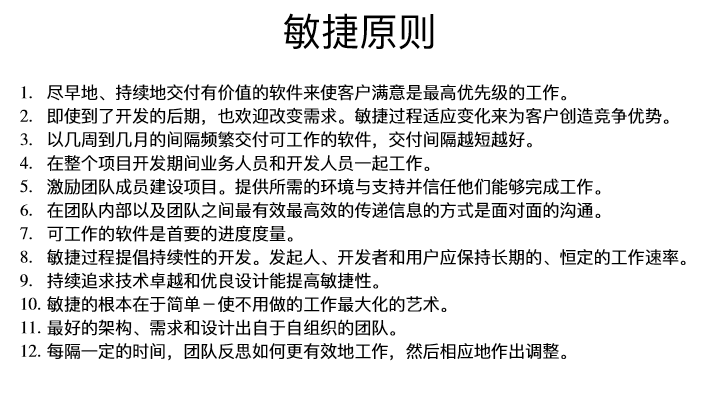 敏捷原则
1. 尽早地、持续地交付有价值的软件来使客户满意是最高优先级的工作。
2. 即使到了开发的后期，也欢迎改变需求。敏捷过程适应变化来为客户创造竞争优势。
3. 以几周到几月的间隔频繁交付可工作的软件，交付间隔越短越好。
4. 在整个项目开发期间业务人员和开发人员一起工作。
5. 激励团队成员建设项目。提供所需的环境与支持并信任他们能够完成工作。
6. 在团队内部以及团队之间最有效最高效的传递信息的方式是面对面的沟通。
7. 可工作的软件是首要的进度度量。
8. 敏捷过程提倡持续性的开发。发起人、开发者和用户应保持长期的、恒定的工作速率。
9. 持续追求技术卓越和优良设计能提高敏捷性。
10. 敏捷的根本在于简单－使不用做的工作最大化的艺术。
11. 最好的架构、需求和设计出自于自组织的团队。
12. 每隔一定的时间，团队反思如何更有效地工作，然后相应地作出调整。